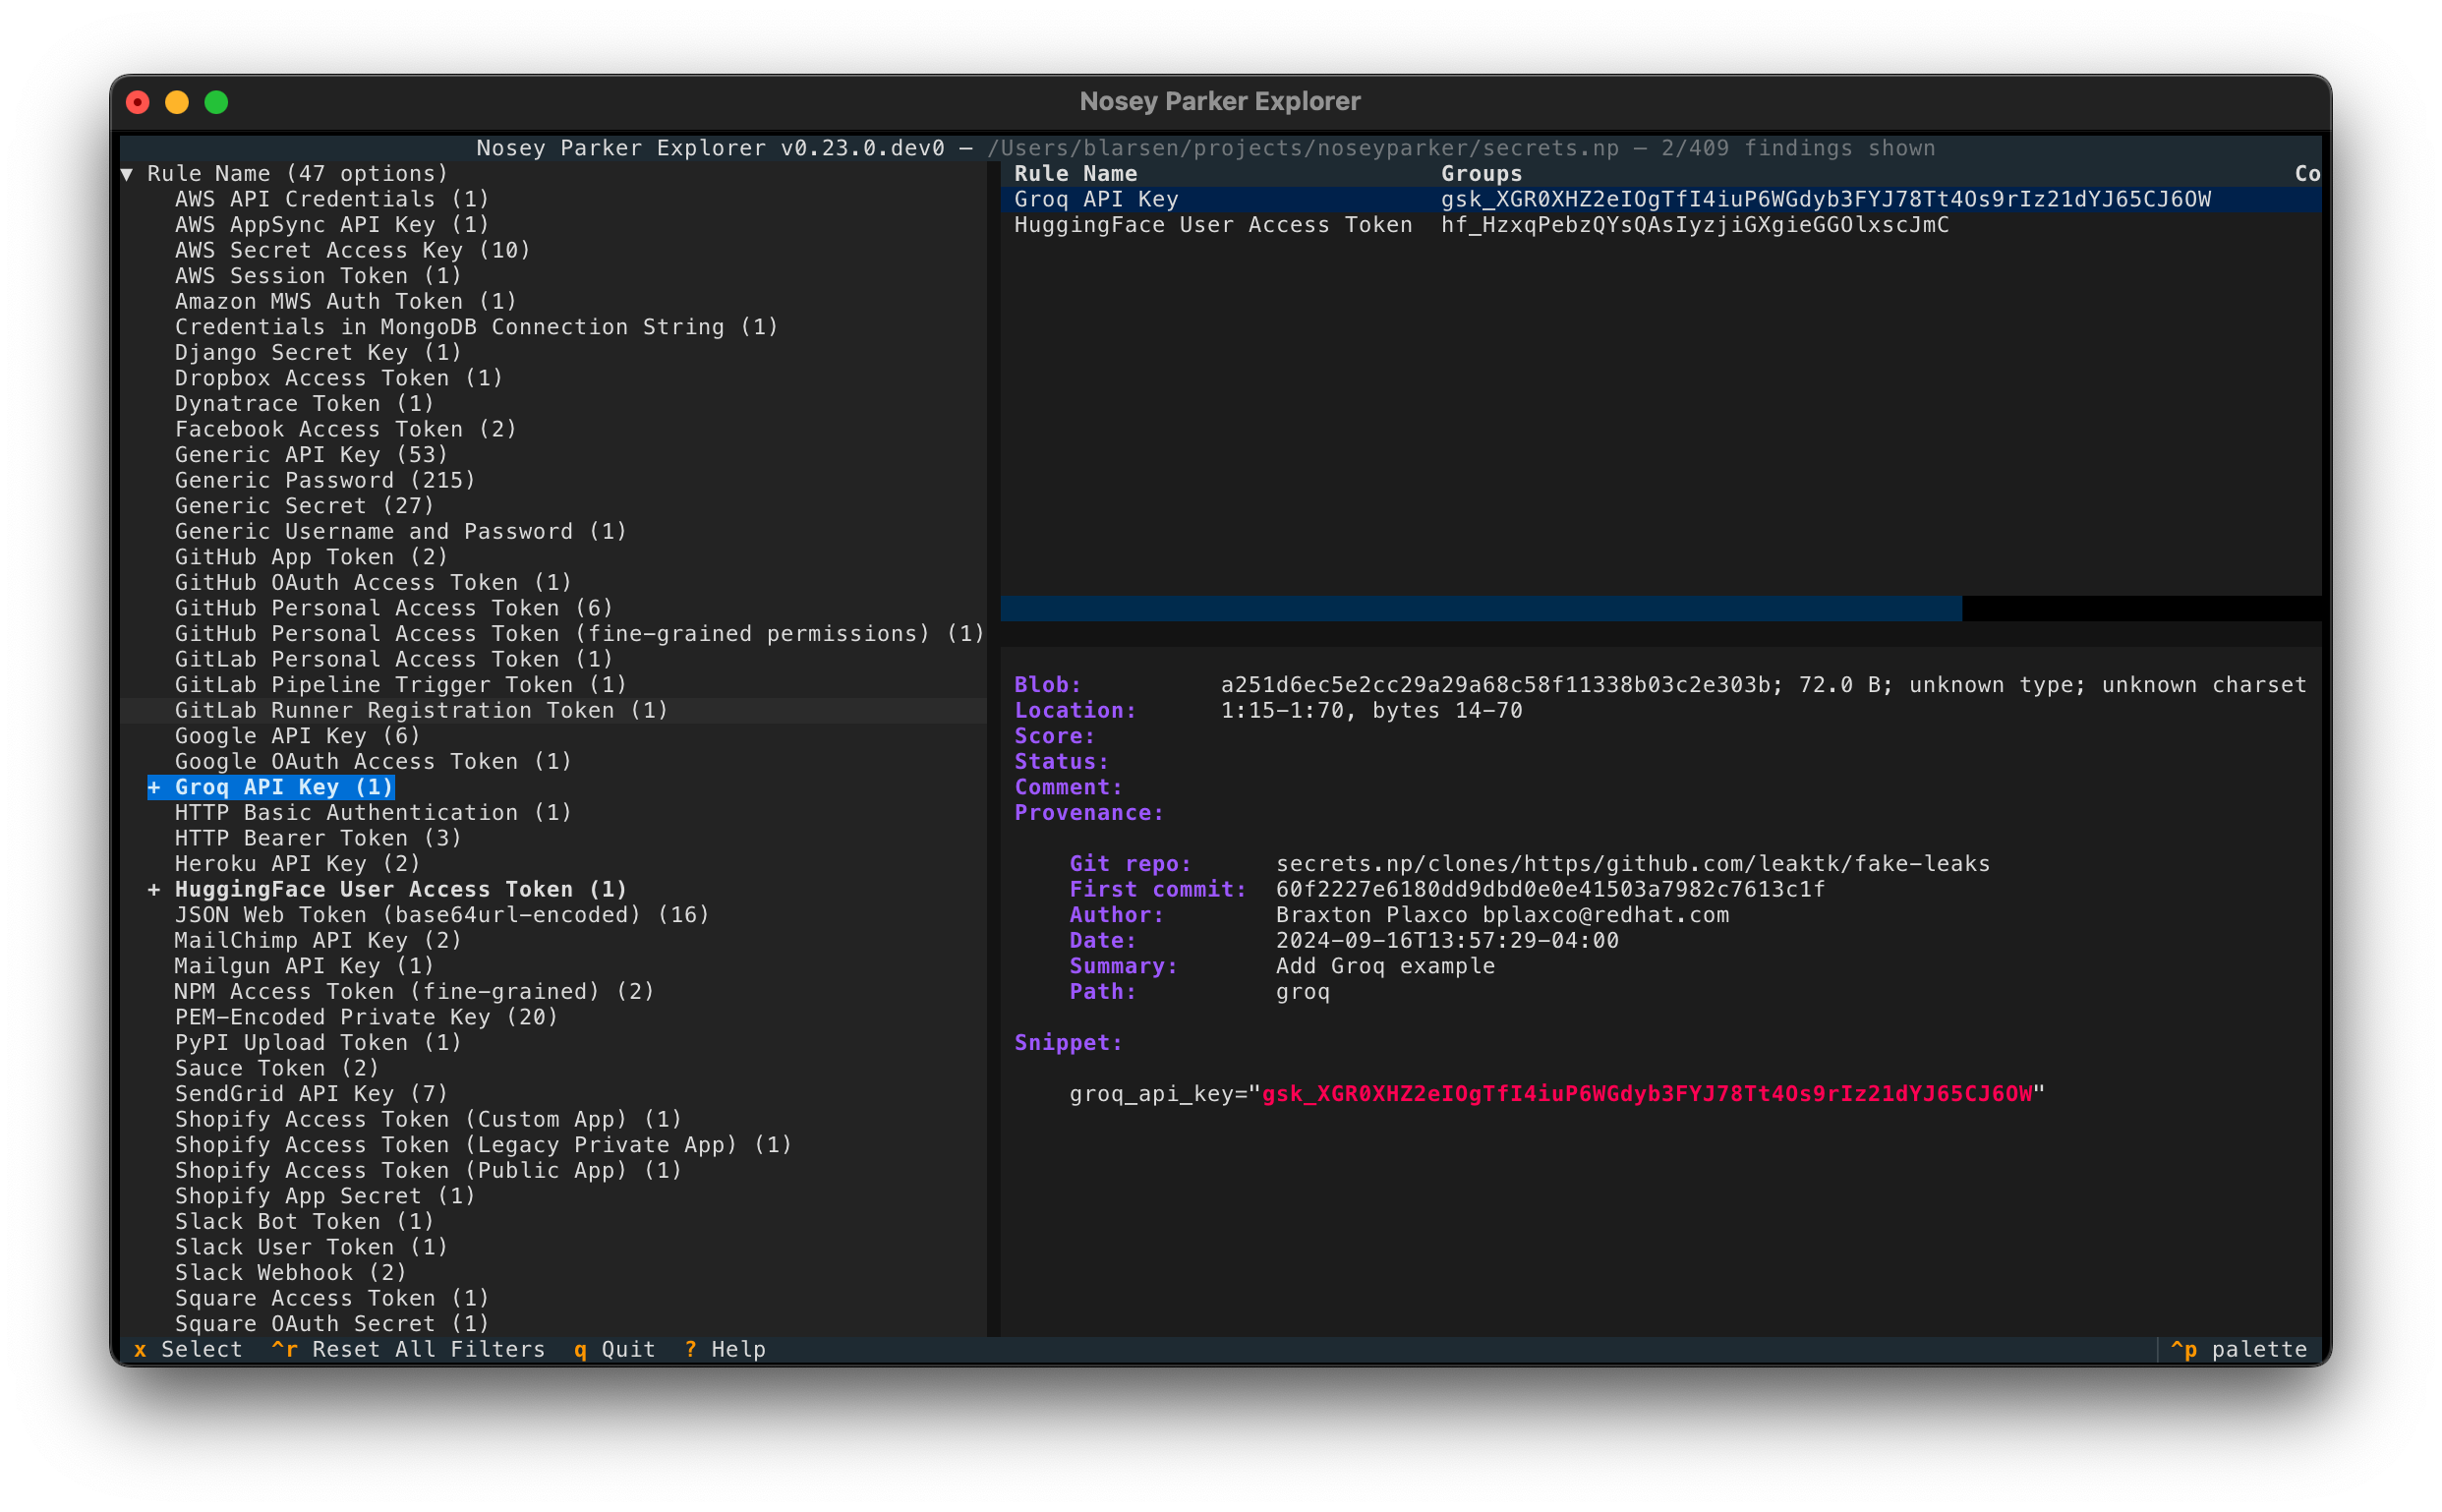 Nosey Parker Explorer
Nosey Parker Explorer v0.23.0.dev0 — /Users/blarsen/projects/noseyparker/secrets.np — 2/409 findings shown
▼ Rule Name (47 options)
AWS API Credentials (1)
AWS AppSync API Key (1)
AWS Secret Access Key (10)
AWS Session Token (1)
Amazon MWS Auth Token (1)
Credentials in MongoDB Connection String (1)
Django Secret Key (1)
Dropbox Access Token (1)
Dynatrace Token (1)
Facebook Access Token (2)
Generic API Key (53)
Generic Password (215)
Generic Secret (27)
Generic Username and Password (1)
GitHub App Token (2)
GitHub OAuth Access Token (1)
GitHub Personal Access Token (6)
GitHub Personal Access Token (fine-grained permissions) (1)
GitLab Personal Access Token (1)
GitLab Pipeline Trigger Token (1)
GitLab Runner Registration Token (1)
Google API Key (6)
Google OAuth Access Token (1)
+ Groq API Key (1)
HTTP Basic Authentication (1)
HTTP Bearer Token (3)
Heroku API Key (2)
+ HuggingFace User Access Token (1)
JSON Web Token (base64url-encoded) (16)
MailChimp API Key (2)
Mailgun API Key (1)
NPM Access Token (fine-grained) (2)
PEM-Encoded Private Key (20)
PyPI Upload Token (1)
Sauce Token (2)
SendGrid API Key (7)
Shopify Access Token (Custom App) (1)
Shopify Access Token (Legacy Private App) (1)
Shopify Access Token (Public App) (1)
Shopify App Secret (1)
Slack Bot Token (1)
Slack User Token (1)
Slack Webhook (2)
Square Access Token (1)
Square OAuth Secret (1)
Rule Name Groups Co
Groq API Key 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
HuggingFace User Access Token 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
Blob: a251d6ec5e2cc29a29a68c58f11338b03c2e303b; 72.0 B; unknown type; unknown charset
Location: 1:15-1:70, bytes 14-70
Score:
Status:
Comment:
Provenance:
Git repo: secrets.np/clones/https/github.com/leaktk/fake-leaks
First commit: 60f2227e6180dd9dbd0e0e41503a7982c7613c1f
Author: Braxton Plaxco bplaxco@redhat.com
Date: 2024-09-16T13:57:29-04:00
Summary: Add Groq example
Path: groq
Snippet:
groq_api_key="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"
x Select ^r Reset All Filters q Quit ? Help ^p palette